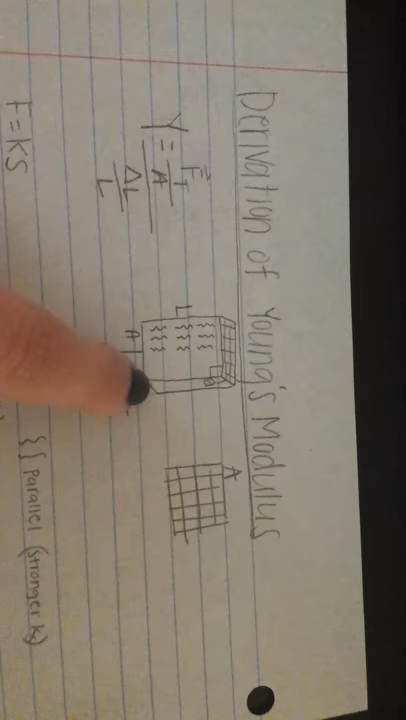 Derivation of Young's Modulus
Y = F⃗T/A
ΔL/L
L
a
A
A
F = Ks
Parallel (stronger Ks)